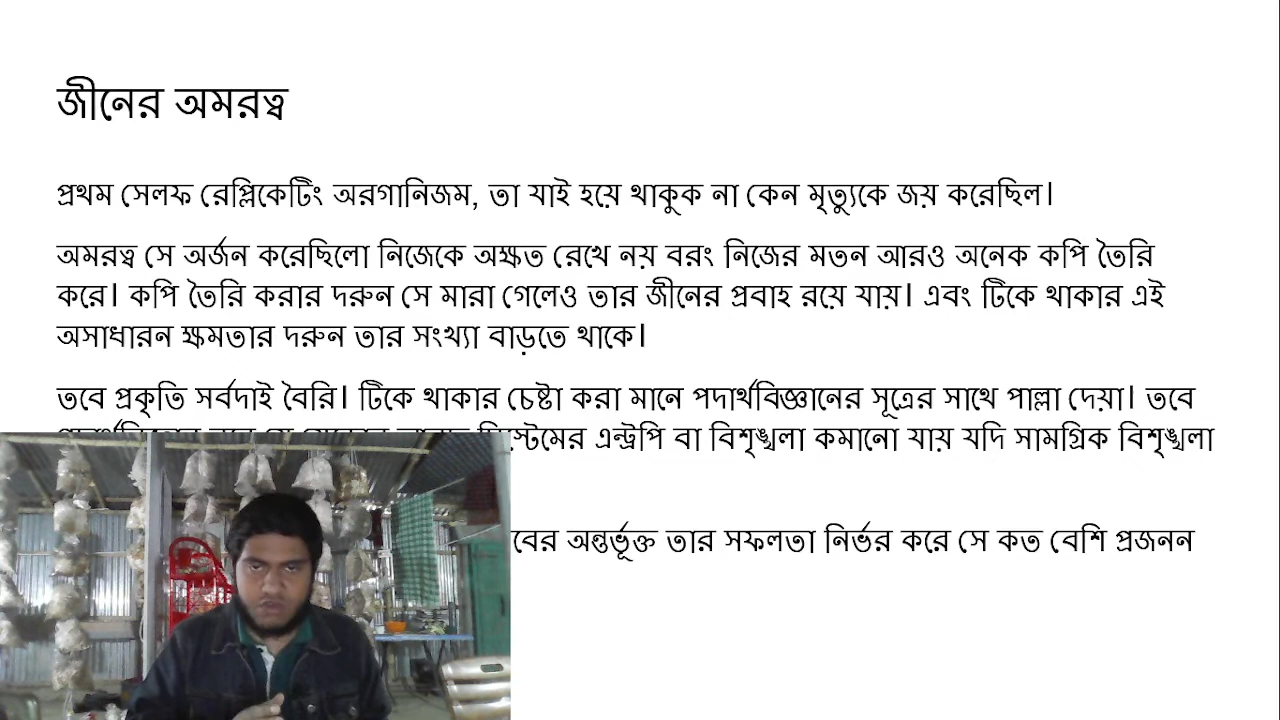 জীনের অমরত্ব
প্রথম সেলফ রেপ্লিকেটিং অরগানিজম, তা যাই হয়ে থাকুক না কেন মৃত্যুকে জয় করেছিল।
অমরত্ব সে অর্জন করেছিলো নিজেকে অক্ষত রেখে নয় বরং নিজের মতন আরও অনেক কপি তৈরি
করে। কপি তৈরি করার দরুন সে মারা গেলেও তার জীনের প্রবাহ রয়ে যায়। এবং টিকে থাকার এই
অসাধারন ক্ষমতার দরুন তার সংখ্যা বাড়তে থাকে।
তবে প্রকৃতি সর্বদাই বৈরি। টিকে থাকার চেষ্টা করা মানে পদার্থবিজ্ঞানের সূত্রের সাথে পাল্লা দেয়া। তবে
এন্ট্রপি বা বিশৃঙ্খলা কমানো যায় যদি সামগ্রিক বিশৃঙ্খলা
অন্তর্ভূক্ত তার সফলতা নির্ভর করে সে কত বেশি প্রজনন